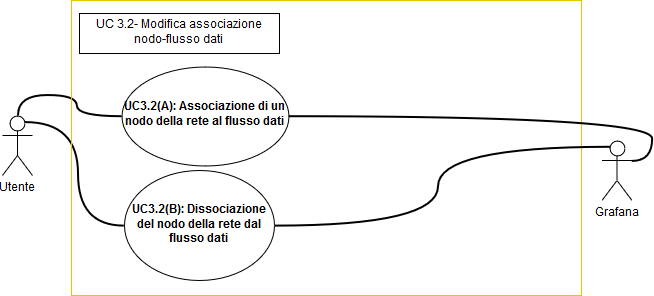 UC 3.2- Modifica associazione
nodo-flusso dati
UC3.2(A): Associazione di un
nodo della rete al flusso dati
Utente
UC3.2(B): Dissociazione
del nodo della rete dal
flusso dati
Grafana